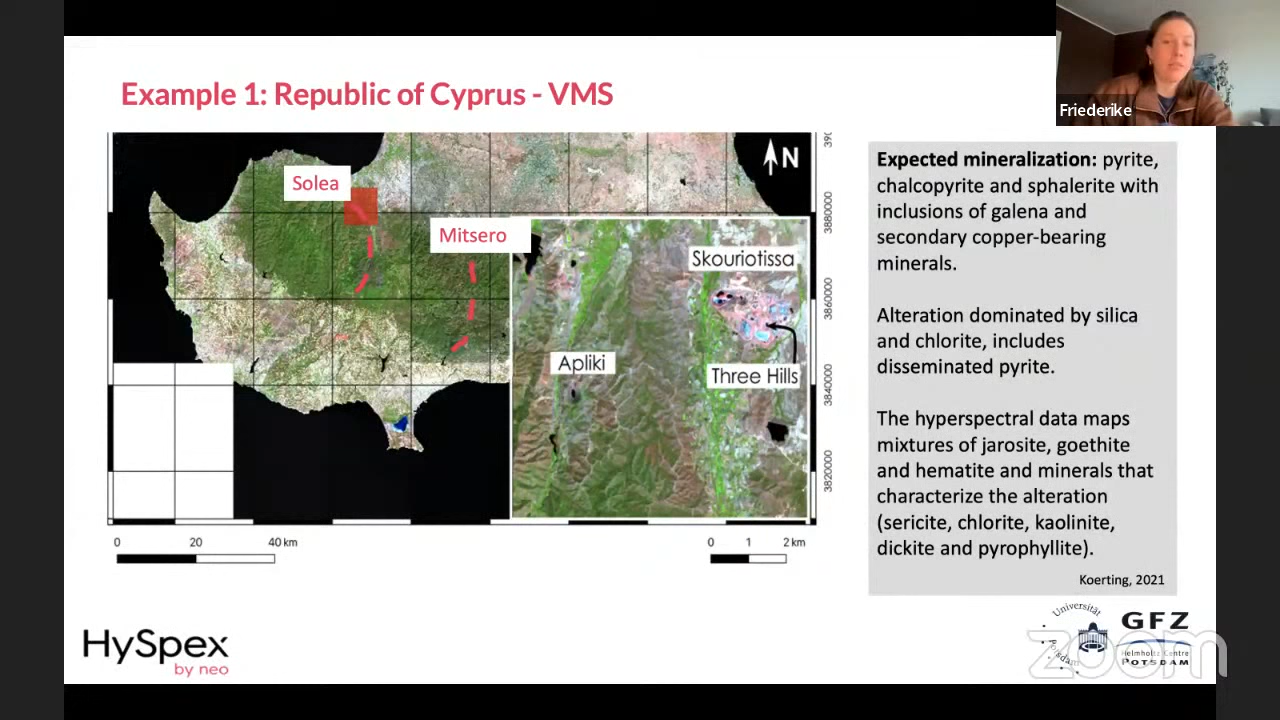 Friederike
Example 1: Republic of Cyprus - VMS
Solea
Mitsero
N
Skouriotissa
Apliki
Three Hills
390
3880000
3860000
3840000
3820000
0 20 40 km
0 1 2 km
Expected mineralization: pyrite,
chalcopyrite and sphalerite with
inclusions of galena and
secondary copper-bearing
minerals.
Alteration dominated by silica
and chlorite, includes
disseminated pyrite.
The hyperspectral data maps
mixtures of jarosite, goethite
and hematite and minerals that
characterize the alteration
(sericite, chlorite, kaolinite,
dickite and pyrophyllite).
Koerting, 2021
HySpex
by neo
Universität
Potsdam
GFZ
Helmholtz Centre
POTSDAM
zoom